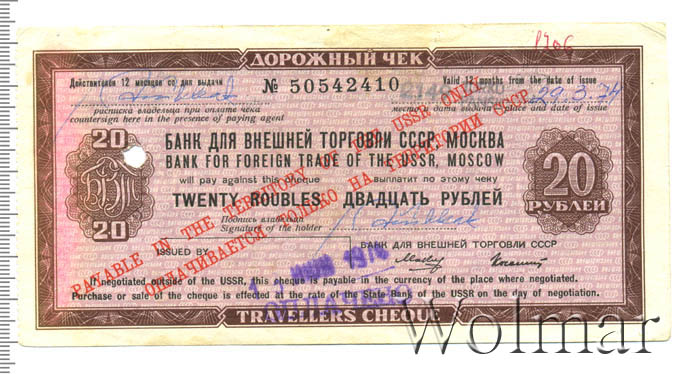 ДОРОЖНЫЙ ЧЕК
Действителен 12 месяцев со дня выдачи
№ 50542410
Valid 12 months from the date of issue
29.3.74
расписка владельца при оплате чека
место и дата выдачи place and date of issue
countersign here in the presence of paying agent
20
БВТ
20
БАНК ДЛЯ ВНЕШНЕЙ ТОРГОВЛИ СССР, МОСКВА
BANK FOR FOREIGN TRADE OF THE USSR, MOSCOW
will pay against this cheque выплатит по этому чеку
TWENTY ROUBLES ДВАДЦАТЬ РУБЛЕЙ
20
РУБЛЕЙ
Подпись владельца
Signature of the holder
ISSUED BY
БАНК ДЛЯ ВНЕШНЕЙ ТОРГОВЛИ СССР
PAYABLE IN THE TERRITORY OF THE USSR ONLY
ОПЛАЧИВАЕТСЯ ТОЛЬКО НА ТЕРРИТОРИИ СССР
If negotiated outside of the USSR, this cheque is payable in the currency of the place where negotiated.
Purchase or sale of the cheque is effected at the rate of the State Bank of the USSR on the day of negotiation.
TRAVELLERS CHEQUE
Wolmar